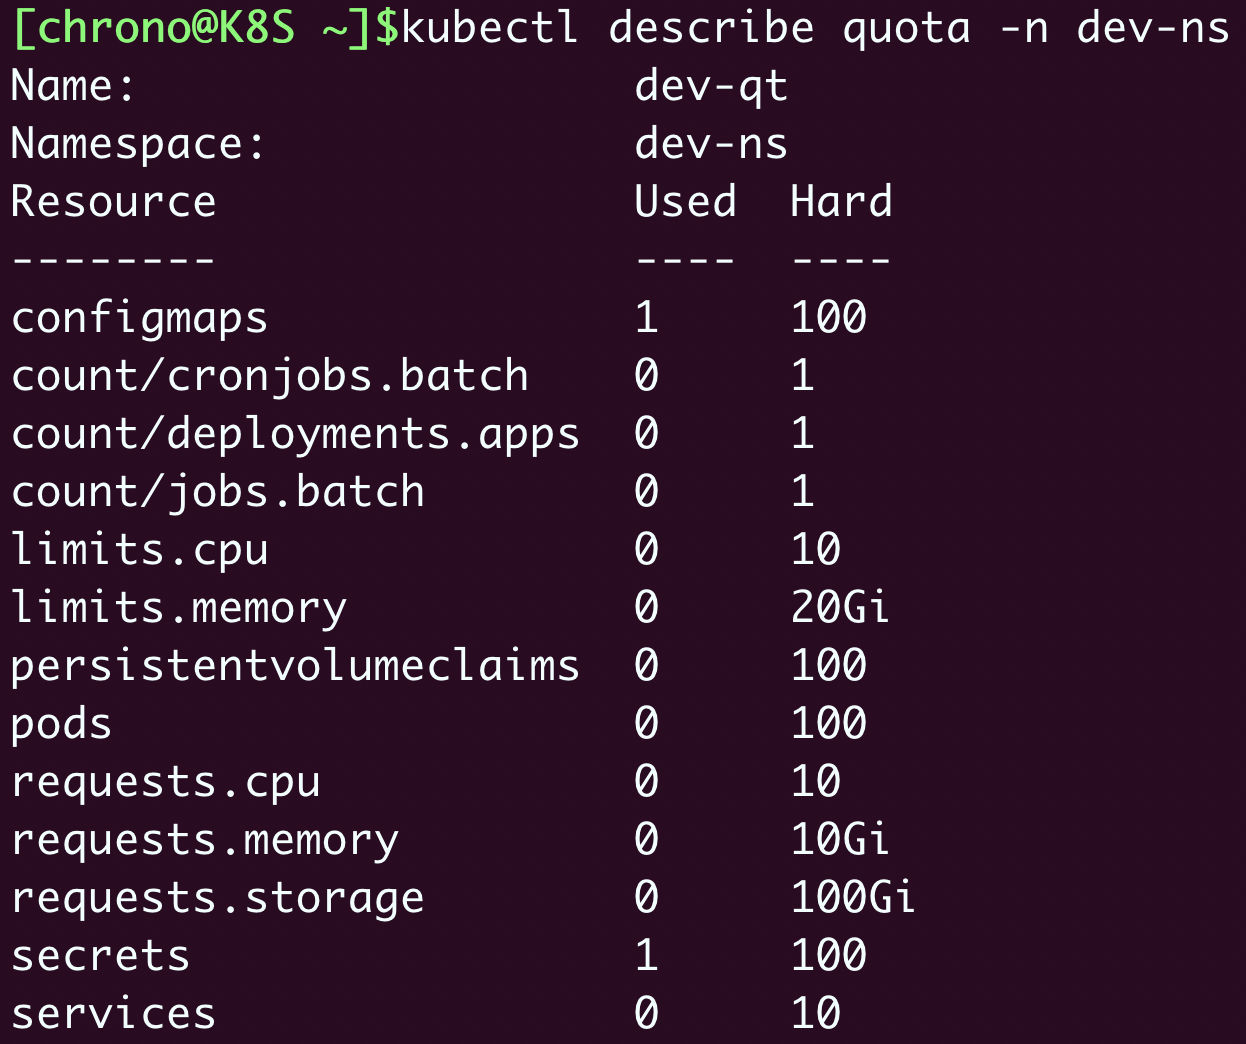 [chrono@K8S ~]$kubectl describe quota -n dev-ns
Name:                    dev-qt
Namespace:               dev-ns
Resource                 Used  Hard
--------                 ----  ----
configmaps               1     100
count/cronjobs.batch     0     1
count/deployments.apps   0     1
count/jobs.batch         0     1
limits.cpu               0     10
limits.memory            0     20Gi
persistentvolumeclaims   0     100
pods                     0     100
requests.cpu             0     10
requests.memory          0     10Gi
requests.storage         0     100Gi
secrets                  1     100
services                 0     10